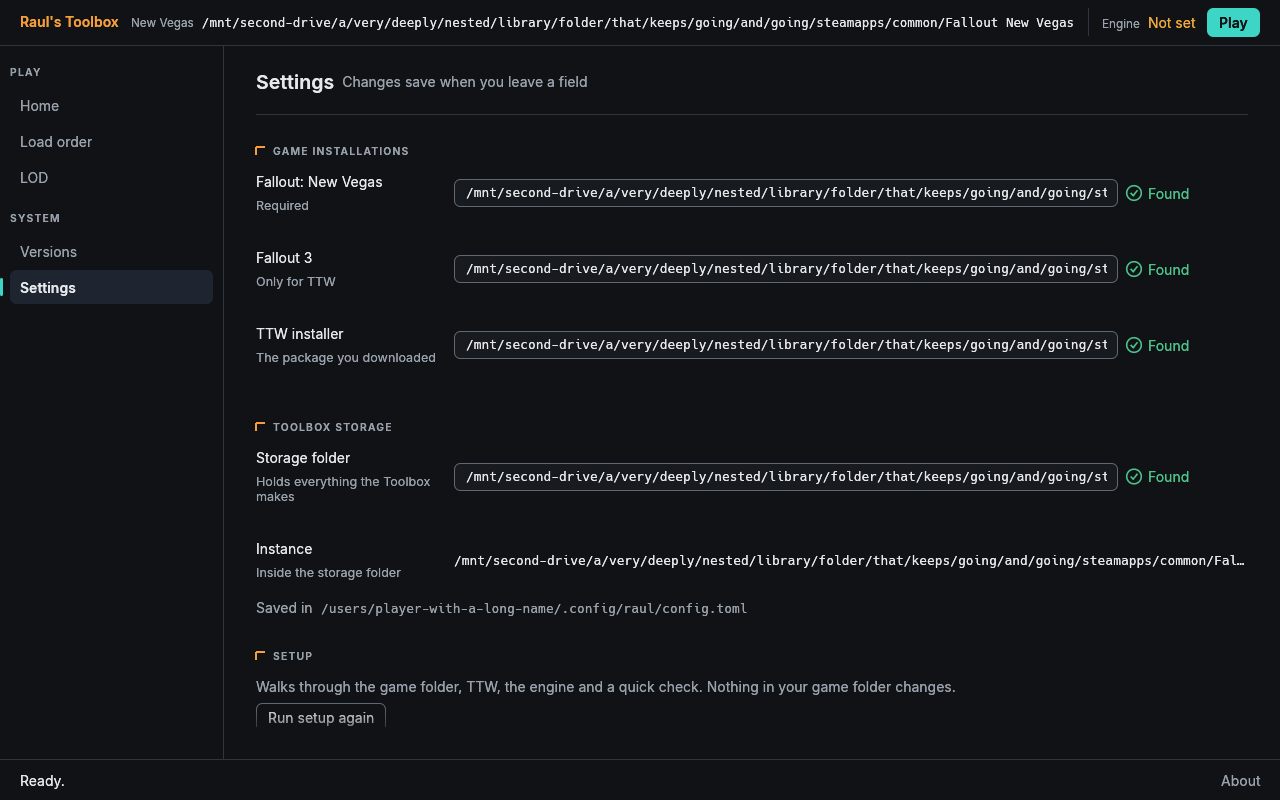 Raul's Toolbox New Vegas /mnt/second-drive/a/very/deeply/nested/library/folder/that/keeps/going/and/going/steamapps/common/Fallout New Vegas Engine Not set Play
PLAY
Home
Load order
LOD
SYSTEM
Versions
Settings
Settings Changes save when you leave a field
GAME INSTALLATIONS
Fallout: New Vegas
Required
/mnt/second-drive/a/very/deeply/nested/library/folder/that/keeps/going/and/going/st Found
Fallout 3
Only for TTW
/mnt/second-drive/a/very/deeply/nested/library/folder/that/keeps/going/and/going/st Found
TTW installer
The package you downloaded
/mnt/second-drive/a/very/deeply/nested/library/folder/that/keeps/going/and/going/st Found
TOOLBOX STORAGE
Storage folder
Holds everything the Toolbox
makes
/mnt/second-drive/a/very/deeply/nested/library/folder/that/keeps/going/and/going/st Found
Instance
Inside the storage folder
/mnt/second-drive/a/very/deeply/nested/library/folder/that/keeps/going/and/going/steamapps/common/Fal…
Saved in /users/player-with-a-long-name/.config/raul/config.toml
SETUP
Walks through the game folder, TTW, the engine and a quick check. Nothing in your game folder changes.
Run setup again
Ready.
About